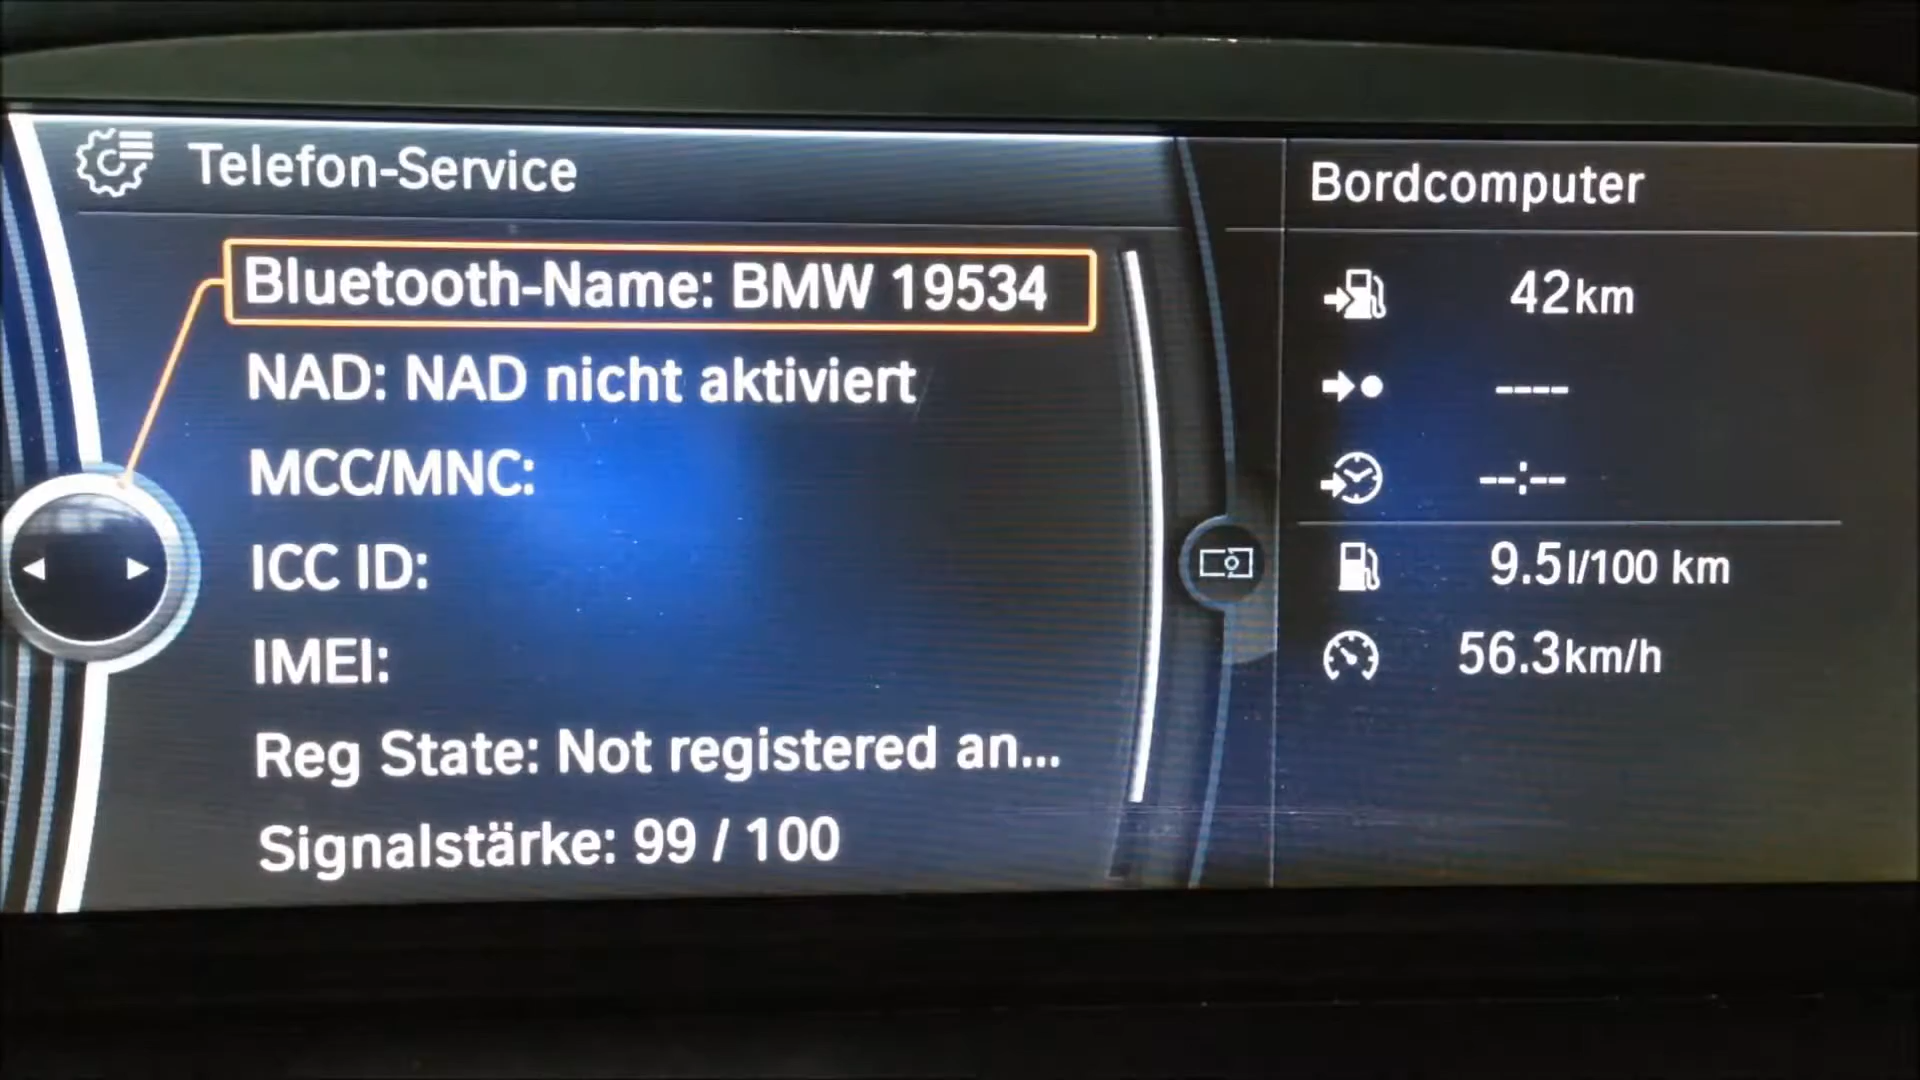 Telefon-Service
Bluetooth-Name: BMW 19534
NAD: NAD nicht aktiviert
MCC/MNC:
ICC ID:
IMEI:
Reg State: Not registered an...
Signalstärke: 99 / 100
Bordcomputer
42km
----
--:--
9.5l/100 km
56.3km/h